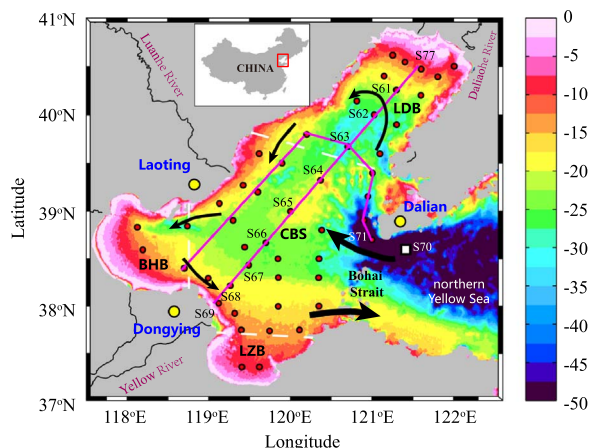 41°N
40°N
39°N
38°N
37°N
Latitude
118°E
119°E
120°E
121°E
122°E
Longitude
CHINA
Luanhe River
Daliaohe River
S77
S61
S62
LDB
S63
Laoting
S64
S65
Dalian
S66
CBS
S71
S70
BHB
S67
Bohai
Strait
northern
Yellow Sea
S68
S69
Dongying
LZB
Yellow River
0
-5
-10
-15
-20
-25
-30
-35
-40
-45
-50